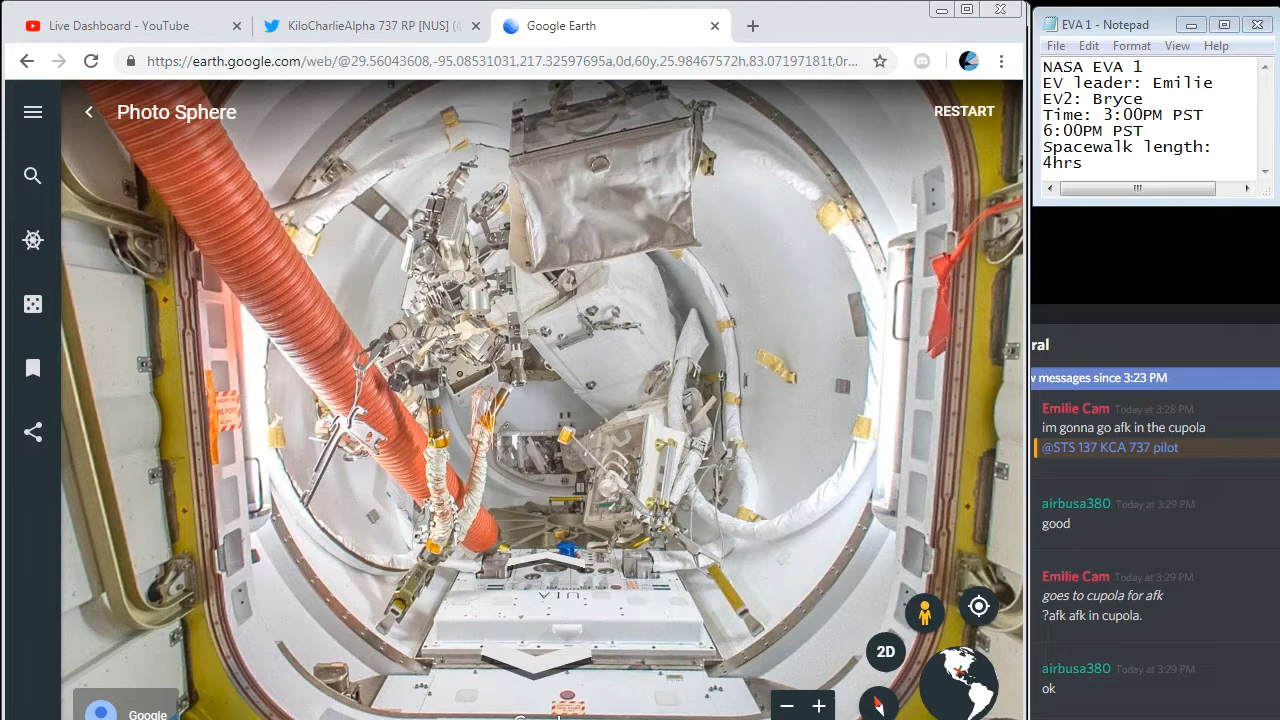 Live Dashboard - YouTube
KiloCharlieAlpha 737 RP [NUS] (@
Google Earth
https://earth.google.com/web/@29.56043608,-95.08531031,217.32597695a,0d,60y,25.98467572h,83.07197181t,0r...
Photo Sphere
RESTART
2D
Google
EVA 1 - Notepad
File Edit Format View Help
NASA EVA 1
EV leader: Emilie
EV2: Bryce
Time: 3:00PM PST
6:00PM PST
Spacewalk length:
4hrs
ral
w messages since 3:23 PM
Emilie Cam Today at 3:28 PM
im gonna go afk in the cupola
@STS 137 KCA 737 pilot
airbusa380 Today at 3:29 PM
good
Emilie Cam Today at 3:29 PM
goes to cupola for afk
?afk afk in cupola.
airbusa380 Today at 3:29 PM
ok